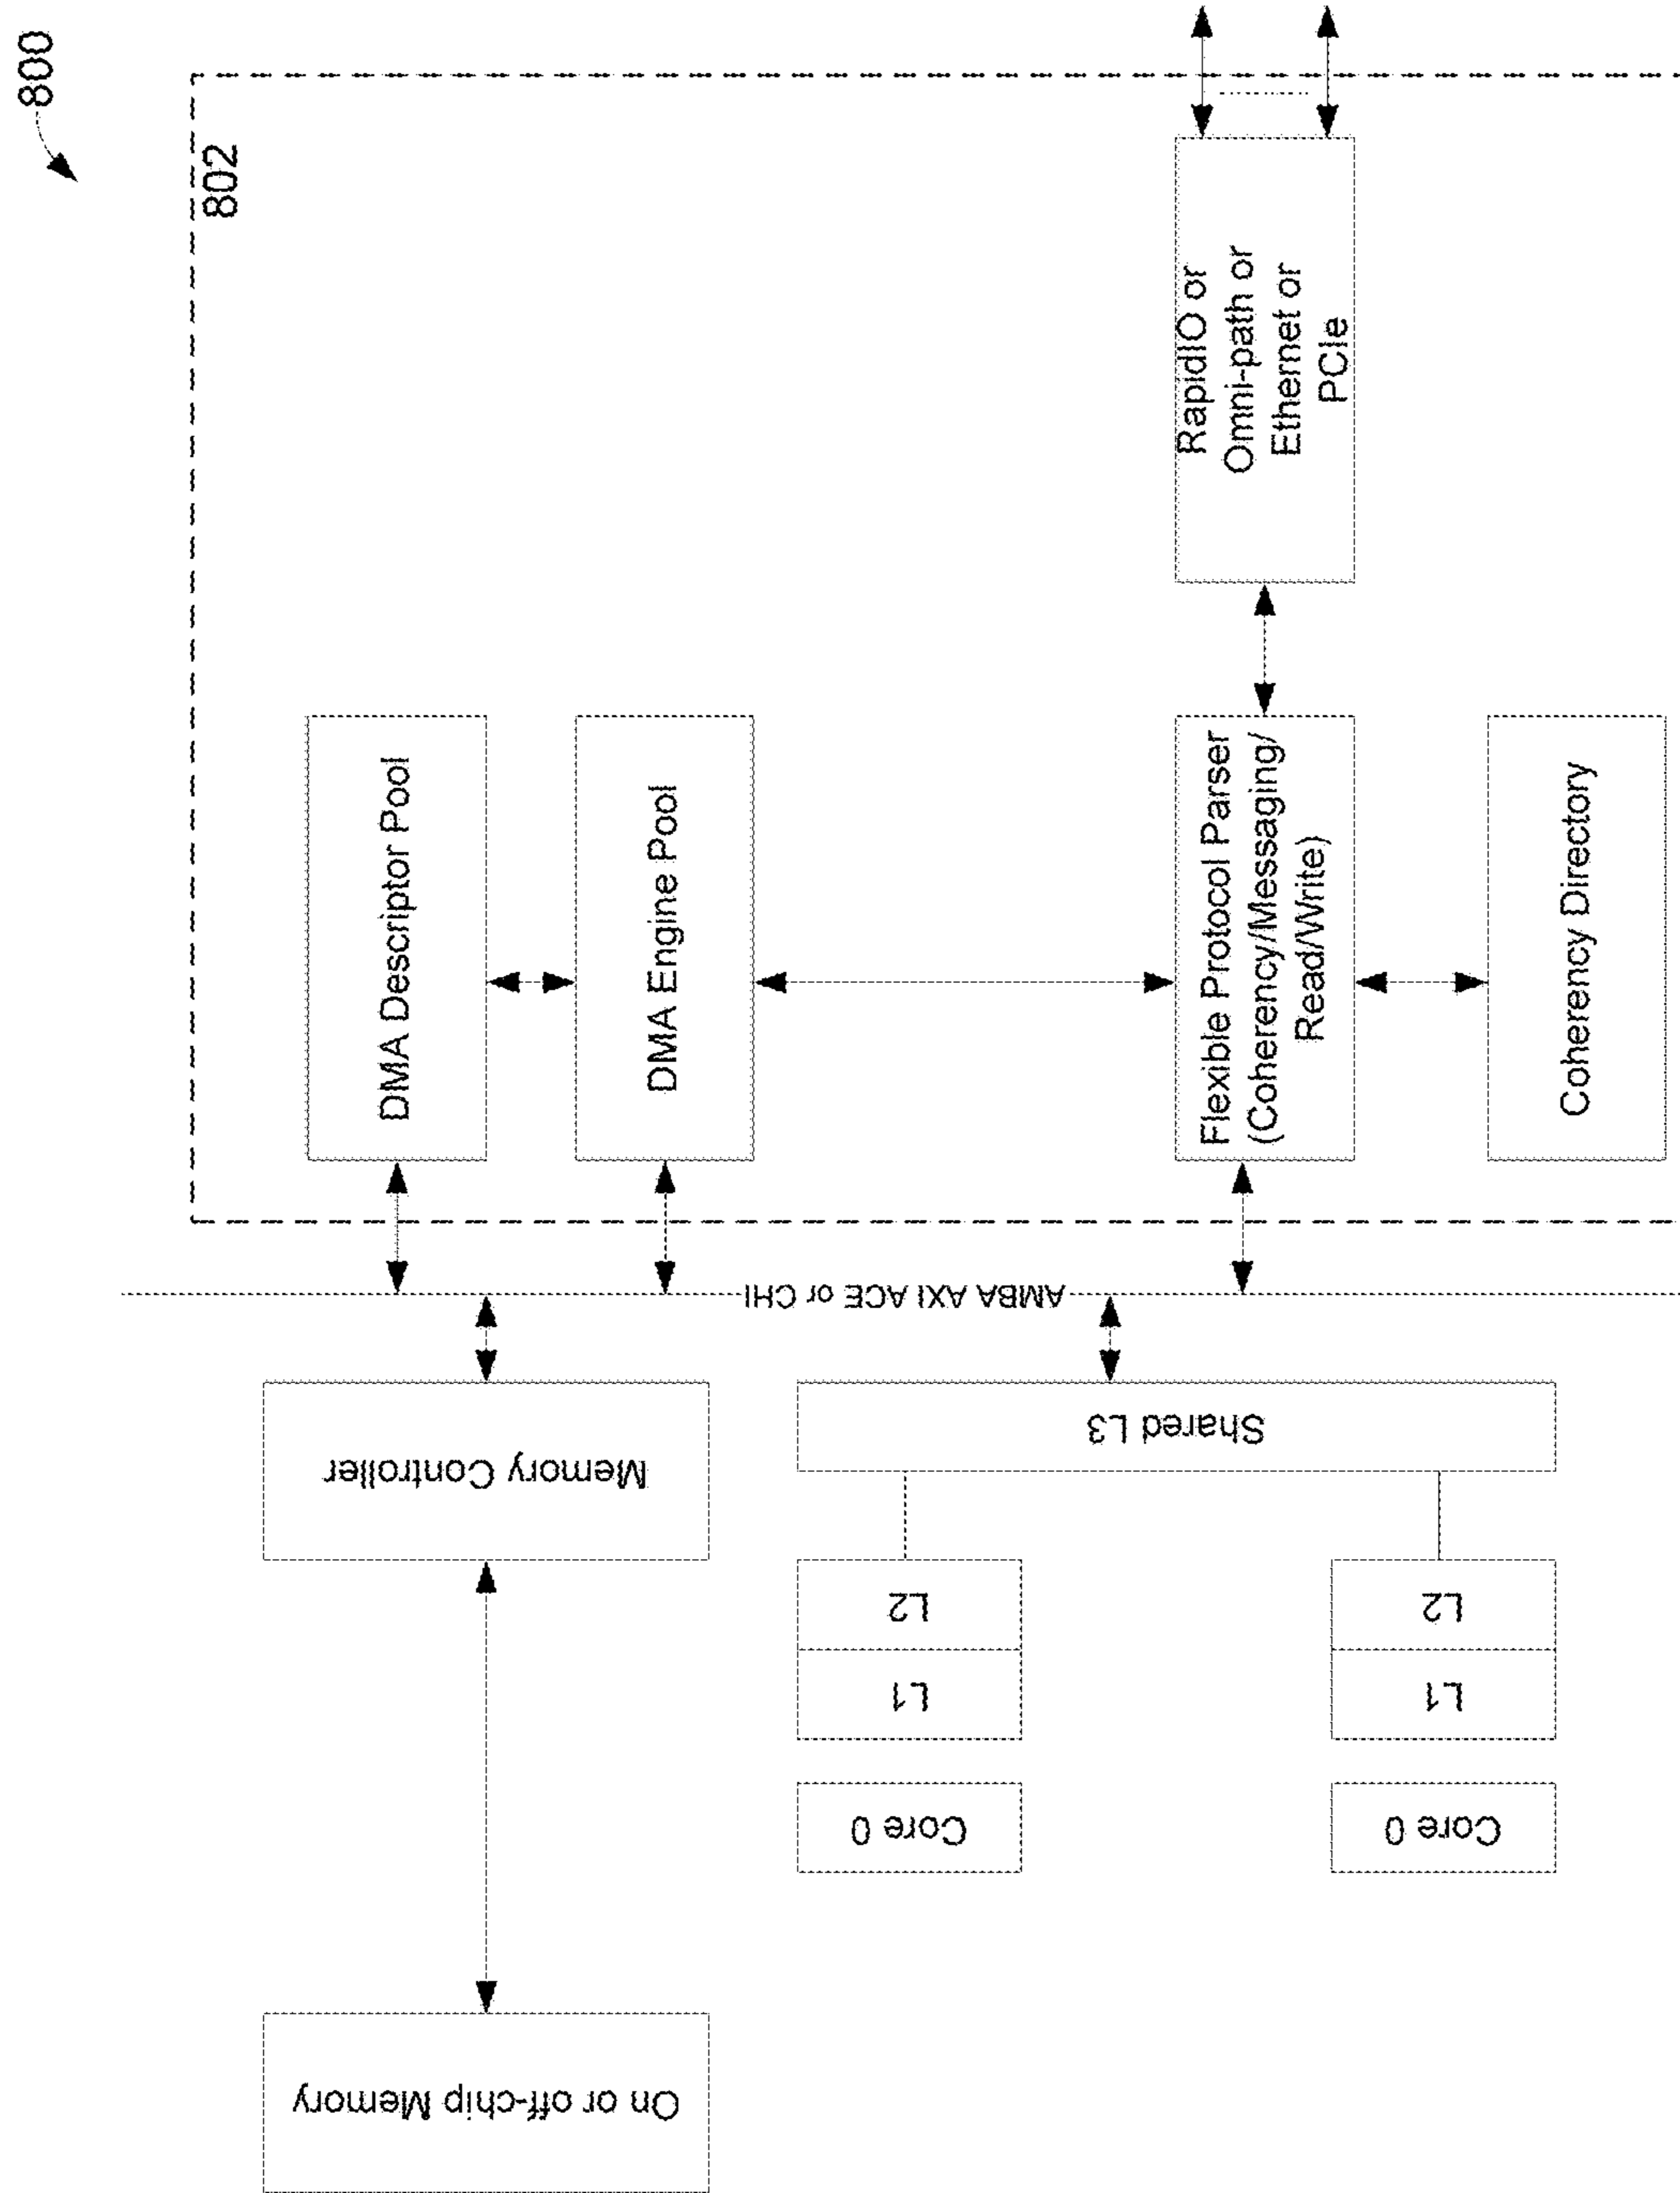 800
802
DMA Descriptor Pool
DMA Engine Pool
Flexible Protocol Parser
(Coherency/Messaging/
Read/Write)
Coherency Directory
RapidIO or
Omni-path or
Ethernet or
PCIe
AMBA AXI ACE or CHI
Memory Controller
Shared L3
L2
L1
Core 0
L2
L1
Core 0
On or off-chip Memory